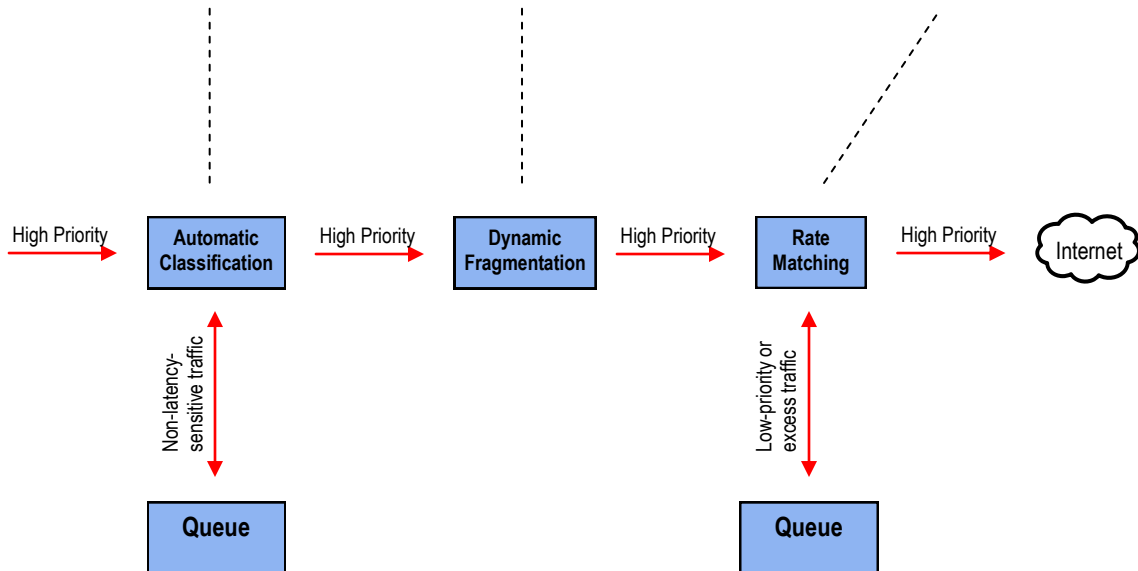 High Priority
Automatic
Classification
High Priority
Dynamic
Fragmentation
High Priority
Rate
Matching
High Priority
Internet
Non-latency-
sensitive traffic
Low-priority or
excess traffic
Queue
Queue